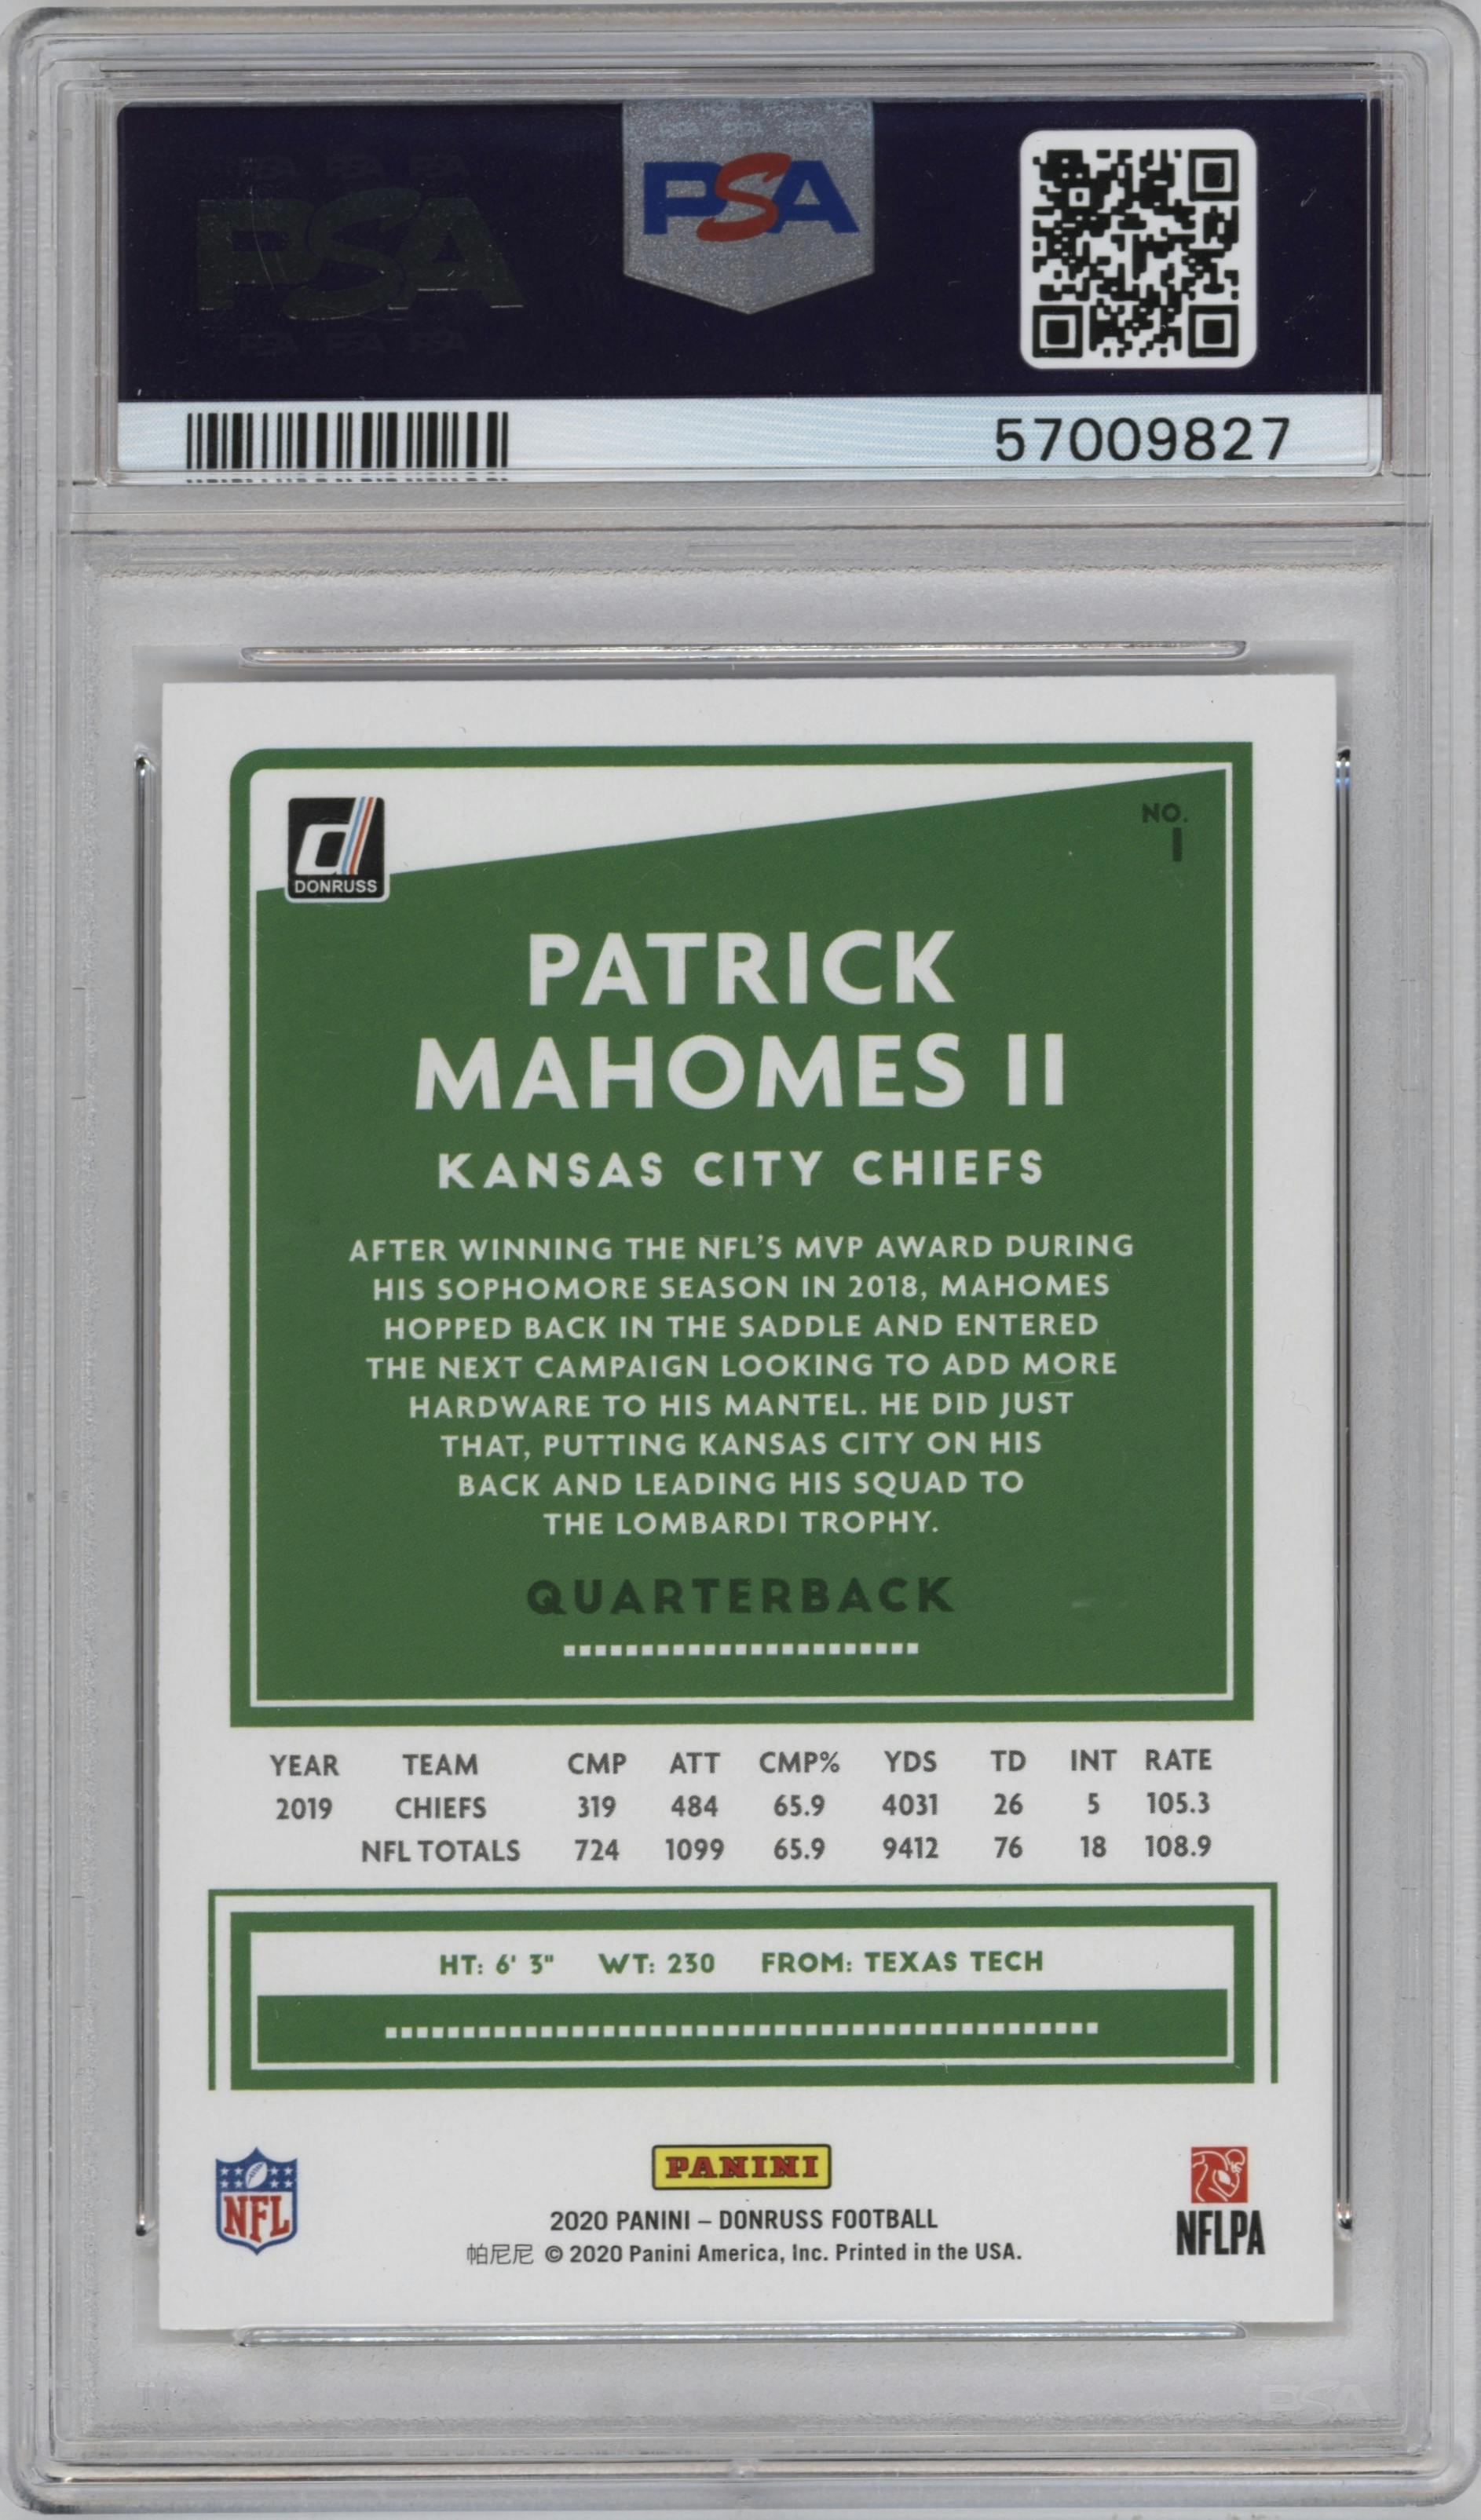 PSA
PSA
57009827
DONRUSS
NO.
1
PATRICK
MAHOMES II
KANSAS CITY CHIEFS
AFTER WINNING THE NFL'S MVP AWARD DURING
HIS SOPHOMORE SEASON IN 2018, MAHOMES
HOPPED BACK IN THE SADDLE AND ENTERED
THE NEXT CAMPAIGN LOOKING TO ADD MORE
HARDWARE TO HIS MANTEL. HE DID JUST
THAT, PUTTING KANSAS CITY ON HIS
BACK AND LEADING HIS SQUAD TO
THE LOMBARDI TROPHY.
QUARTERBACK
YEAR TEAM CMP ATT CMP% YDS TD INT RATE
2019 CHIEFS 319 484 65.9 4031 26 5 105.3
NFL TOTALS 724 1099 65.9 9412 76 18 108.9
HT: 6' 3" WT: 230 FROM: TEXAS TECH
NFL
PANINI
NFLPA
2020 PANINI – DONRUSS FOOTBALL
帕尼尼 © 2020 Panini America, Inc. Printed in the USA.
PSA